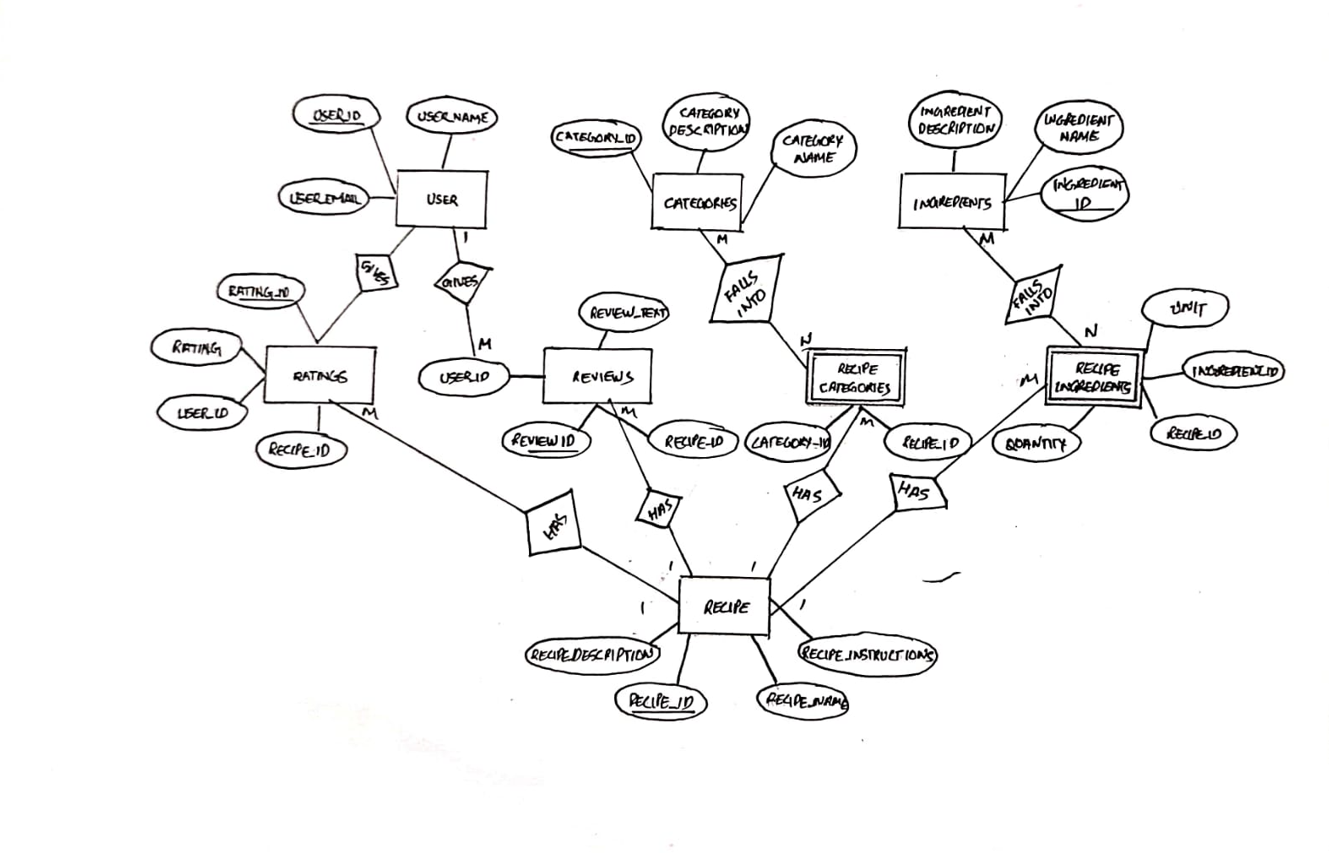 USER_ID
USER_NAME
USER_EMAIL
USER
CATEGORY_ID
CATEGORY
DESCRIPTION
CATEGORY
NAME
CATEGORIES
INGREDIENT
DESCRIPTION
INGREDIENT
NAME
INGREDIENT
ID
INGREDIENTS
1
M
M
GIVES
GIVES
FALLS
INTO
FALLS
INTO
RATING_ID
RATING
USER_ID
RECIPE_ID
RATINGS
M
M
USER_ID
REVIEW_TEXT
REVIEWS
REVIEW ID
RECIPE_ID
M
N
RECIPE
CATEGORIES
CATEGORY_ID
RECIPE_ID
M
N
UNIT
M
RECIPE
INGREDIENTS
INGREDIENT_ID
RECIPE_ID
QUANTITY
HAS
HAS
HAS
HAS
1
1
1
1
RECIPE
RECIPE_DESCRIPTION
RECIPE_INSTRUCTIONS
RECIPE_ID
RECIPE_NAME